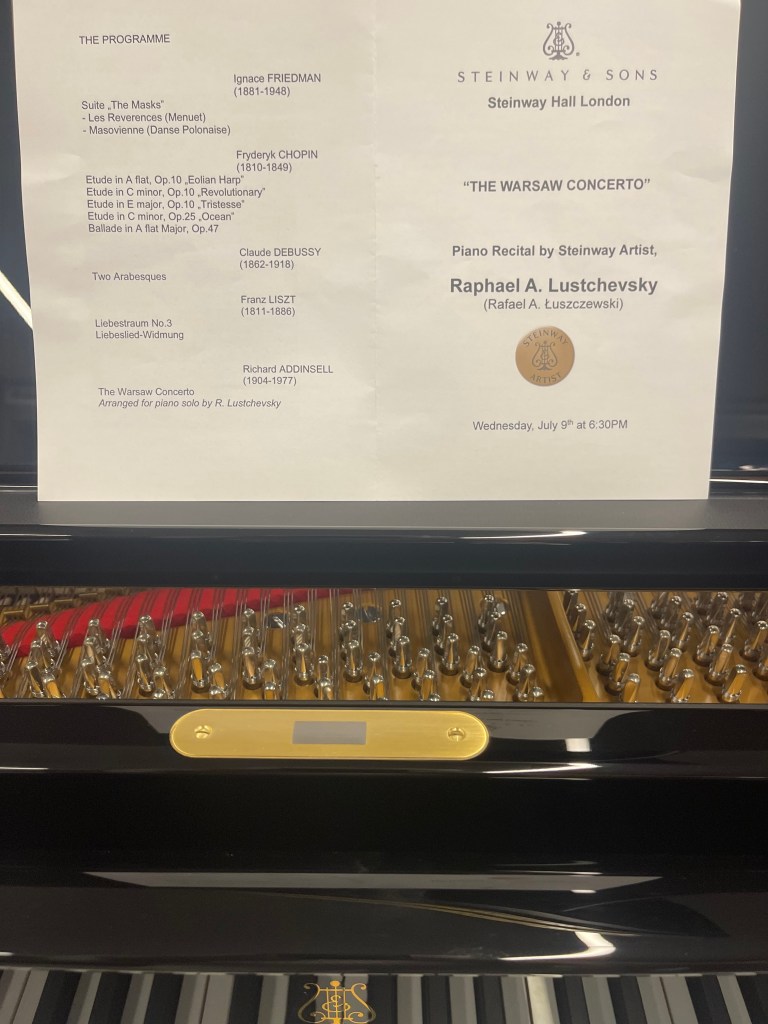 THE PROGRAMME
Ignace FRIEDMAN
(1881-1948)
Suite „The Masks"
- Les Reverences (Menuet)
- Masovienne (Danse Polonaise)
Fryderyk CHOPIN
(1810-1849)
Etude in A flat, Op.10 „Eolian Harp"
Etude in C minor, Op.10 „Revolutionary"
Etude in E major, Op.10 „Tristesse"
Etude in C minor, Op.25 „Ocean"
Ballade in A flat Major, Op.47
Claude DEBUSSY
(1862-1918)
Two Arabesques
Franz LISZT
(1811-1886)
Liebestraum No.3
Liebeslied-Widmung
Richard ADDINSELL
(1904-1977)
The Warsaw Concerto
Arranged for piano solo by R. Lustchevsky
STEINWAY & SONS
Steinway Hall London
“THE WARSAW CONCERTO”
Piano Recital by Steinway Artist,
Raphael A. Lustchevsky
(Rafael A. Łuszczewski)
STEINWAY
ARTIST
Wednesday, July 9th at 6:30PM